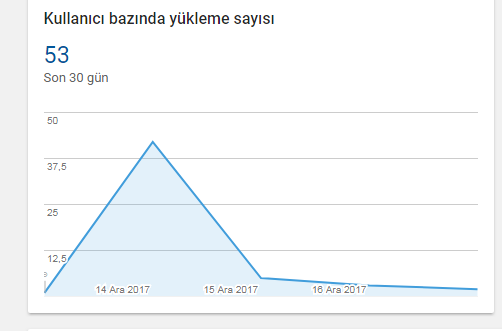 Kullanıcı bazında yükleme sayısı
53
Son 30 gün
50
37,5
25
12,5
14 Ara 2017
15 Ara 2017
16 Ara 2017